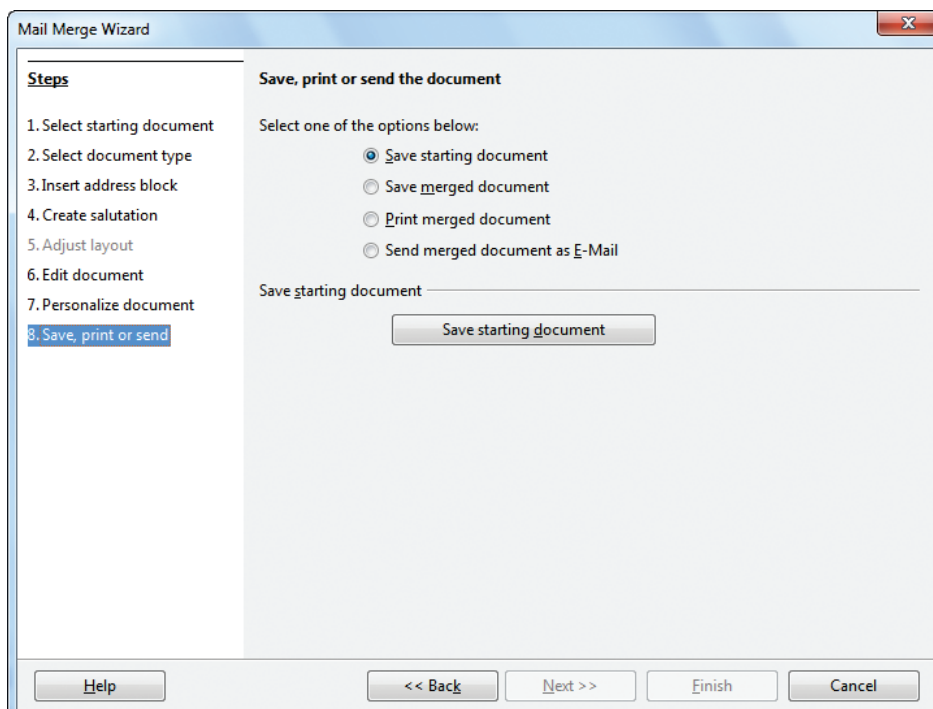 Mail Merge Wizard
Steps
1. Select starting document
2. Select document type
3. Insert address block
4. Create salutation
5. Adjust layout
6. Edit document
7. Personalize document
8. Save, print or send
Save, print or send the document
Select one of the options below:
Save starting document
Save merged document
Print merged document
Send merged document as E-Mail
Save starting document
Save starting document
Help
<< Back
Next >>
Finish
Cancel